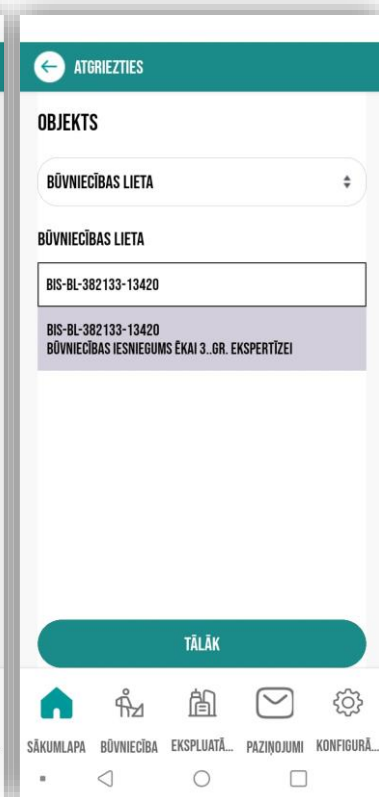 ATGRIEZTIES
OBJEKTS
BŪVNIECĪBAS LIETA
BŪVNIECĪBAS LIETA
BIS-BL-382133-13420
BIS-BL-382133-13420
BŪVNIECĪBAS IESNIEGUMS ĒKAI 3..GR. EKSPERTĪZEI
TĀLĀK
SĀKUMLAPA BŪVNIECĪBA EKSPLUATĀ... PAZIŅOJUMI KONFIGURĀ...